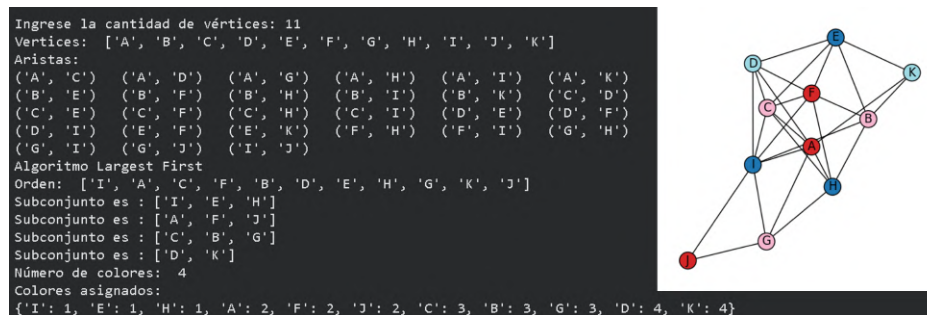 Ingrese la cantidad de vértices: 11
Vertices:  ['A', 'B', 'C', 'D', 'E', 'F', 'G', 'H', 'I', 'J', 'K']
Aristas:
('A', 'C')   ('A', 'D')   ('A', 'G')   ('A', 'H')   ('A', 'I')   ('A', 'K')
('B', 'E')   ('B', 'F')   ('B', 'H')   ('B', 'I')   ('B', 'K')   ('C', 'D')
('C', 'E')   ('C', 'F')   ('C', 'H')   ('C', 'I')   ('D', 'E')   ('D', 'F')
('D', 'I')   ('E', 'F')   ('E', 'K')   ('F', 'H')   ('F', 'I')   ('G', 'H')
('G', 'I')   ('G', 'J')   ('I', 'J')
Algoritmo Largest First
Orden:  ['I', 'A', 'C', 'F', 'B', 'D', 'E', 'H', 'G', 'K', 'J']
Subconjunto es : ['I', 'E', 'H']
Subconjunto es : ['A', 'F', 'J']
Subconjunto es : ['C', 'B', 'G']
Subconjunto es : ['D', 'K']
Número de colores:  4
Colores asignados:
{'I': 1, 'E': 1, 'H': 1, 'A': 2, 'F': 2, 'J': 2, 'C': 3, 'B': 3, 'G': 3, 'D': 4, 'K': 4}
E
D
K
F
C
B
A
I
H
G
J